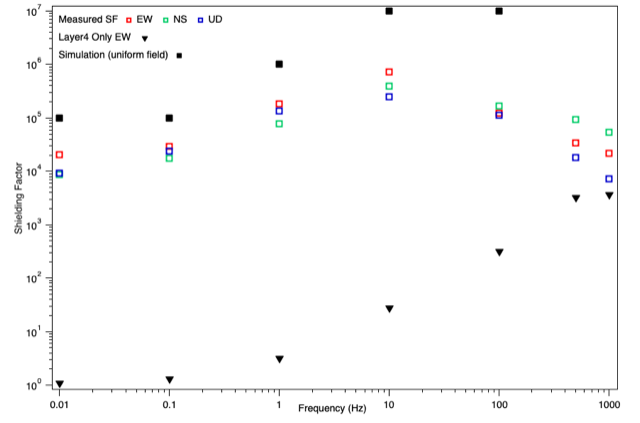 10^7
Measured SF EW NS UD
Layer4 Only EW
10^6
Simulation (uniform field)
10^5
10^4
10^3
10^2
10^1
10^0
Shielding Factor
0.01 0.1 1 10 100 1000
Frequency (Hz)